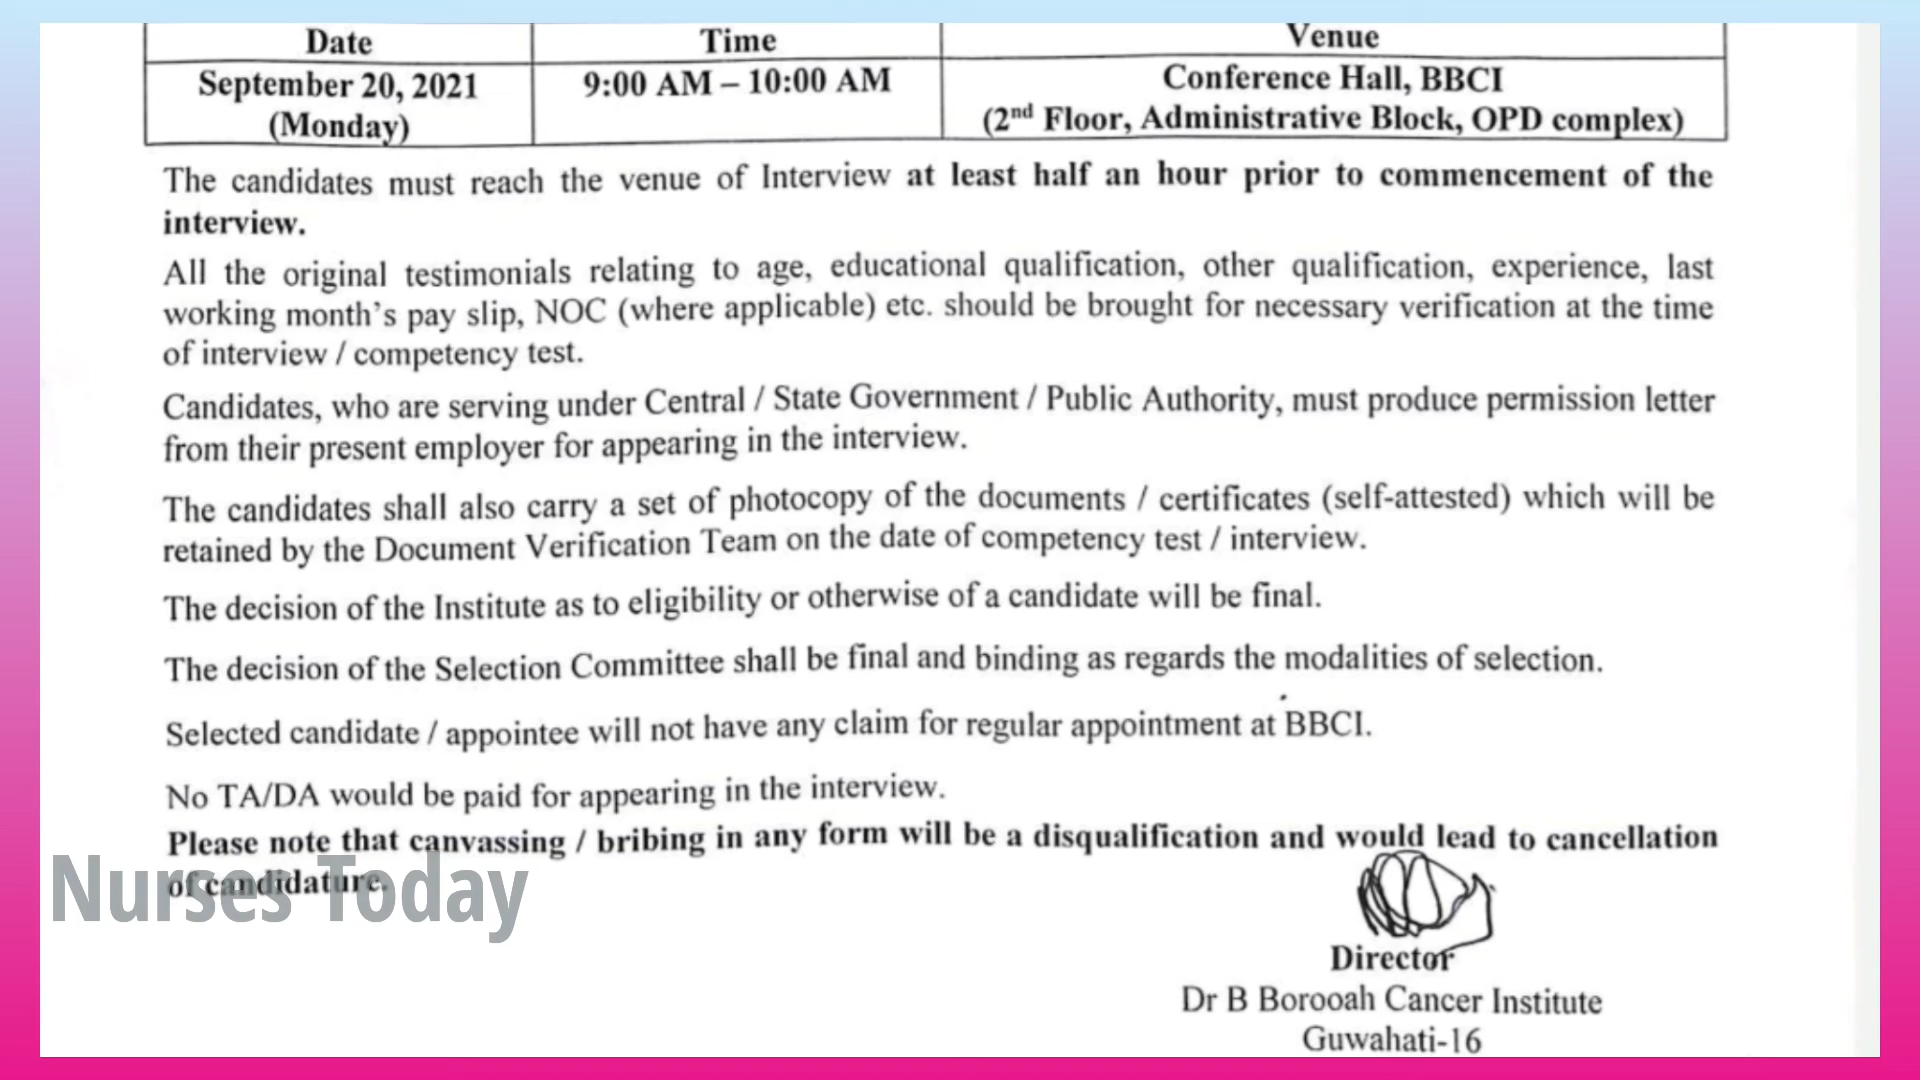 Date Time Venue
September 20, 2021 9:00 AM – 10:00 AM Conference Hall, BBCI
(Monday) (2nd Floor, Administrative Block, OPD complex)
The candidates must reach the venue of Interview at least half an hour prior to commencement of the
interview.
All the original testimonials relating to age, educational qualification, other qualification, experience, last
working month's pay slip, NOC (where applicable) etc. should be brought for necessary verification at the time
of interview / competency test.
Candidates, who are serving under Central / State Government / Public Authority, must produce permission letter
from their present employer for appearing in the interview.
The candidates shall also carry a set of photocopy of the documents / certificates (self-attested) which will be
retained by the Document Verification Team on the date of competency test / interview.
The decision of the Institute as to eligibility or otherwise of a candidate will be final.
The decision of the Selection Committee shall be final and binding as regards the modalities of selection.
Selected candidate / appointee will not have any claim for regular appointment at BBCI.
No TA/DA would be paid for appearing in the interview.
Please note that canvassing / bribing in any form will be a disqualification and would lead to cancellation
of candidature.
Nurses Today
Director
Dr B Borooah Cancer Institute
Guwahati-16